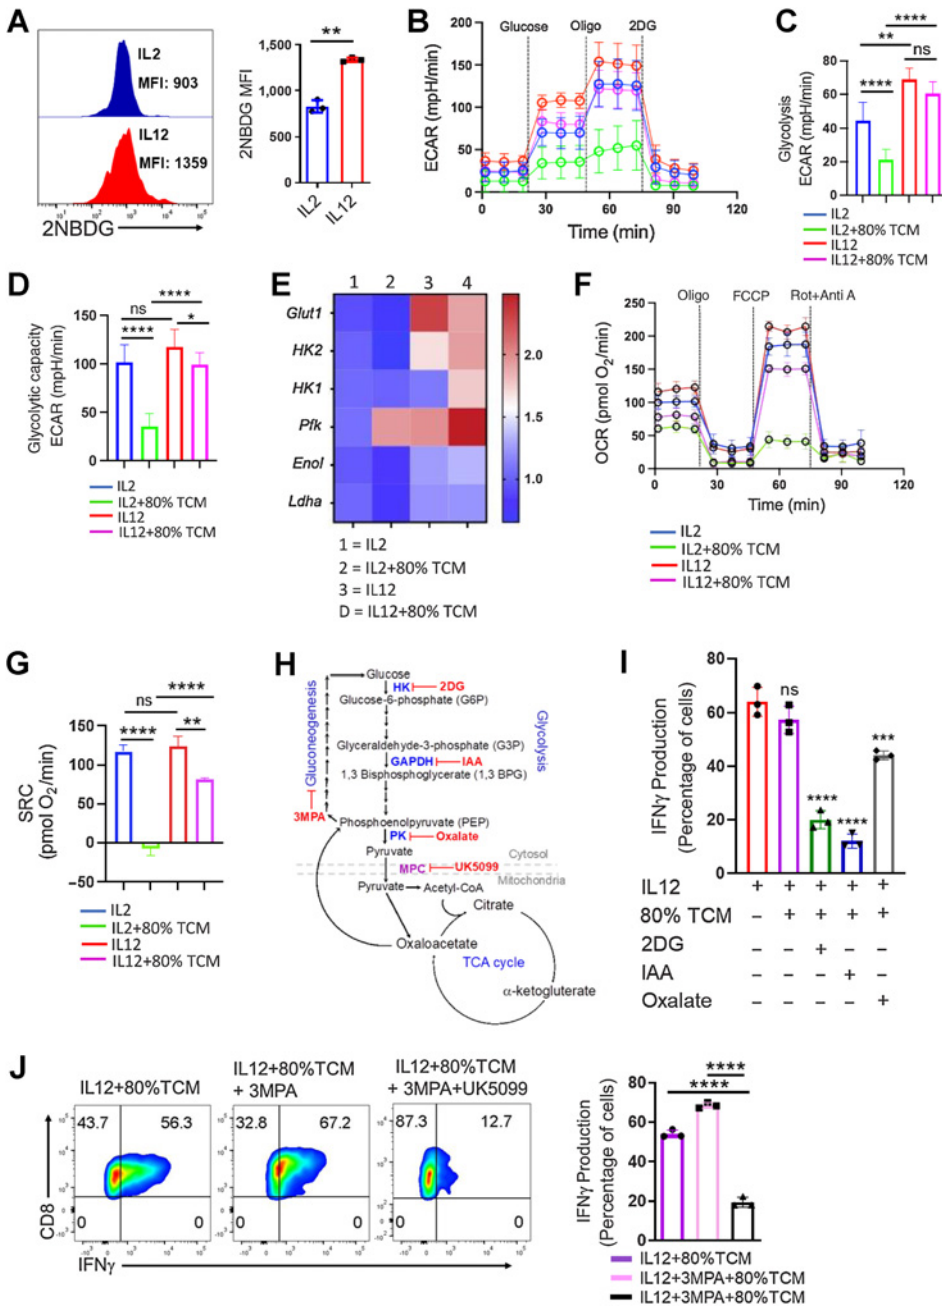 A
IL2
MFI: 903
IL12
MFI: 1359
2NBDG
2NBDG MFI
1,500
1,000
500
0
**
IL2
IL12
B
Glucose
Oligo
2DG
ECAR (mpH/min)
200
150
100
50
0
0
30
60
90
120
Time (min)
C
****
**
ns
****
Glycolysis
ECAR (mpH/min)
80
60
40
20
0
IL2
IL2+80% TCM
IL12
IL12+80% TCM
D
****
ns
*
****
Glycolytic capacity
ECAR (mpH/min)
150
100
50
0
IL2
IL2+80% TCM
IL12
IL12+80% TCM
E
1 2 3 4
Glut1
HK2
HK1
Pfk
Enol
Ldha
2.0
1.5
1.0
1 = IL2
2 = IL2+80% TCM
3 = IL12
D = IL12+80% TCM
F
Oligo
FCCP
Rot+Anti A
OCR (pmol O2/min)
250
200
150
100
50
0
0
30
60
90
120
Time (min)
IL2
IL2+80% TCM
IL12
IL12+80% TCM
G
****
ns
**
****
SRC
(pmol O2/min)
150
100
50
0
−50
IL2
IL2+80% TCM
IL12
IL12+80% TCM
H
Glucose
HK
2DG
Glucose-6-phosphate (G6P)
Gluconeogenesis
Glycolysis
Glyceraldehyde-3-phosphate (G3P)
GAPDH
IAA
1,3 Bisphosphoglycerate (1,3 BPG)
3MPA
Phosphoenolpyruvate (PEP)
PK
Oxalate
Pyruvate
Cytosol
MPC
UK5099
Mitochondria
Pyruvate
Acetyl-CoA
Citrate
Oxaloacetate
TCA cycle
α-ketogluterate
I
IFNγ Production
(Percentage of cells)
80
60
40
20
0
ns
****
****
***
IL12 + + + + +
80% TCM – + + + +
2DG – – + – –
IAA – – – + –
Oxalate – – – – +
J
IL12+80%TCM
43.7
56.3
0
0
IL12+80%TCM
+ 3MPA
32.8
67.2
0
0
IL12+80%TCM
+ 3MPA+UK5099
87.3
12.7
0
0
CD8
IFNγ
IFNγ Production
(Percentage of cells)
80
60
40
20
0
****
****
IL12+80%TCM
IL12+3MPA+80%TCM
IL12+3MPA+80%TCM